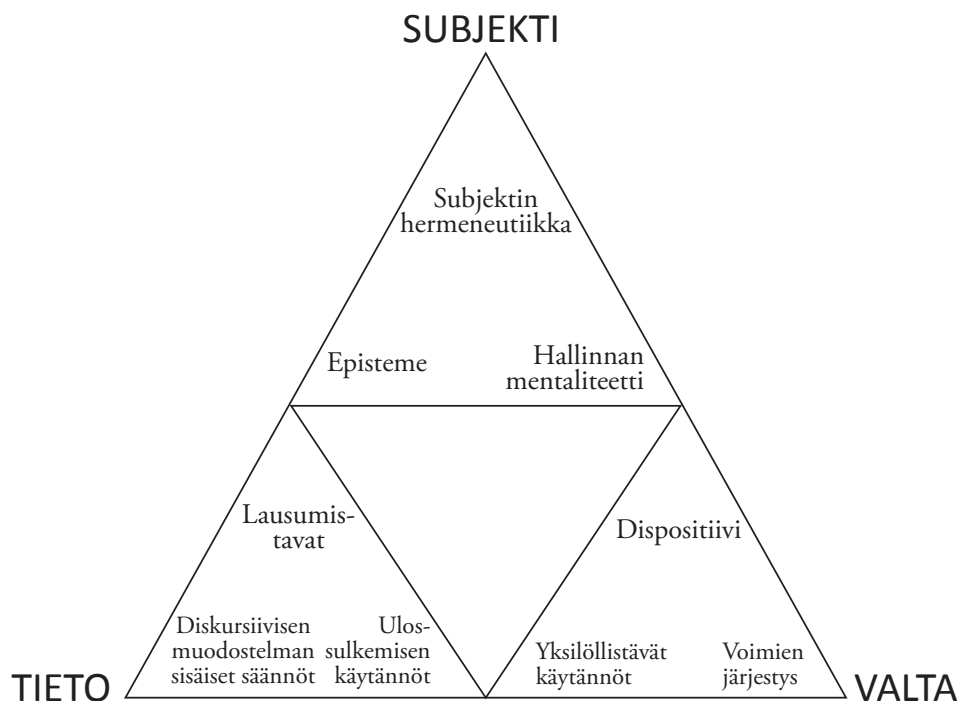 SUBJEKTI
Subjektin
hermeneutiikka
Episteme
Hallinnan
mentaliteetti
Lausumis-
tavat
Dispositiivi
Diskursiivisen
muodostelman
sisäiset säännöt
Ulos-
sulkemisen
käytännöt
Yksilöllistävät
käytännöt
Voimien
järjestys
TIETO
VALTA